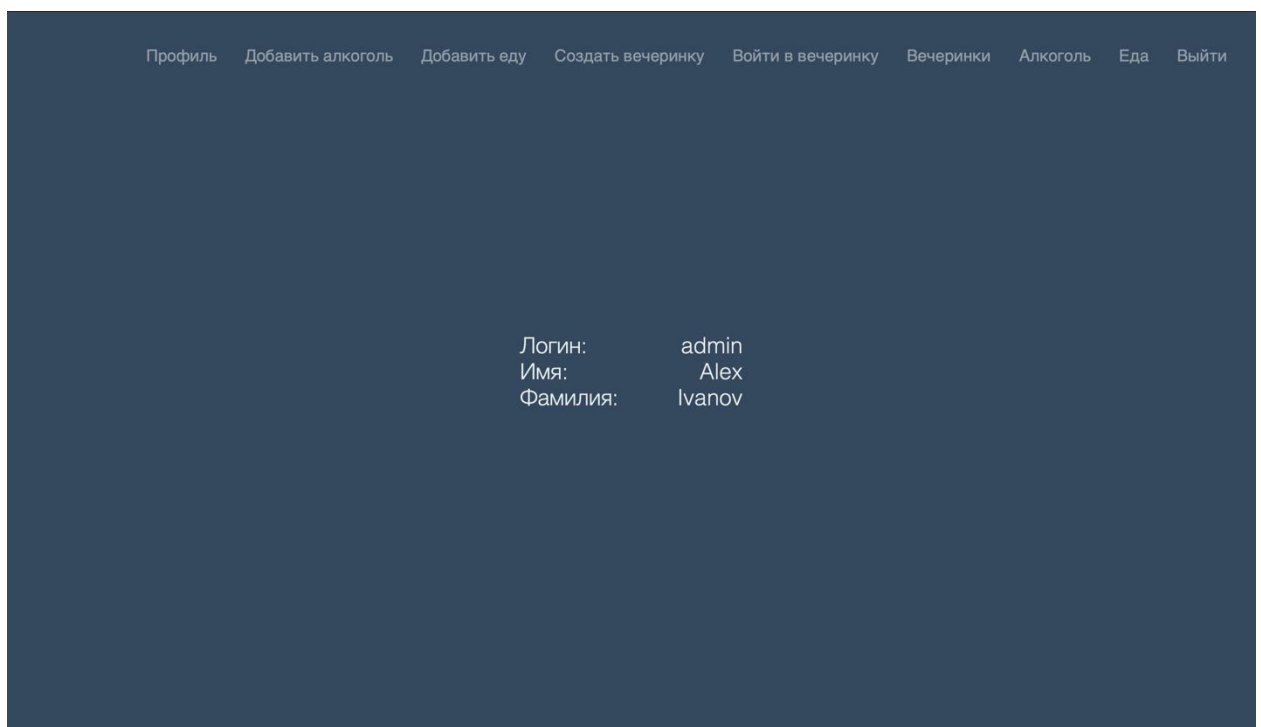 Профиль Добавить алкоголь Добавить еду Создать вечеринку Войти в вечеринку Вечеринки Алкоголь Еда Выйти
Логин: admin
Имя: Alex
Фамилия: Ivanov